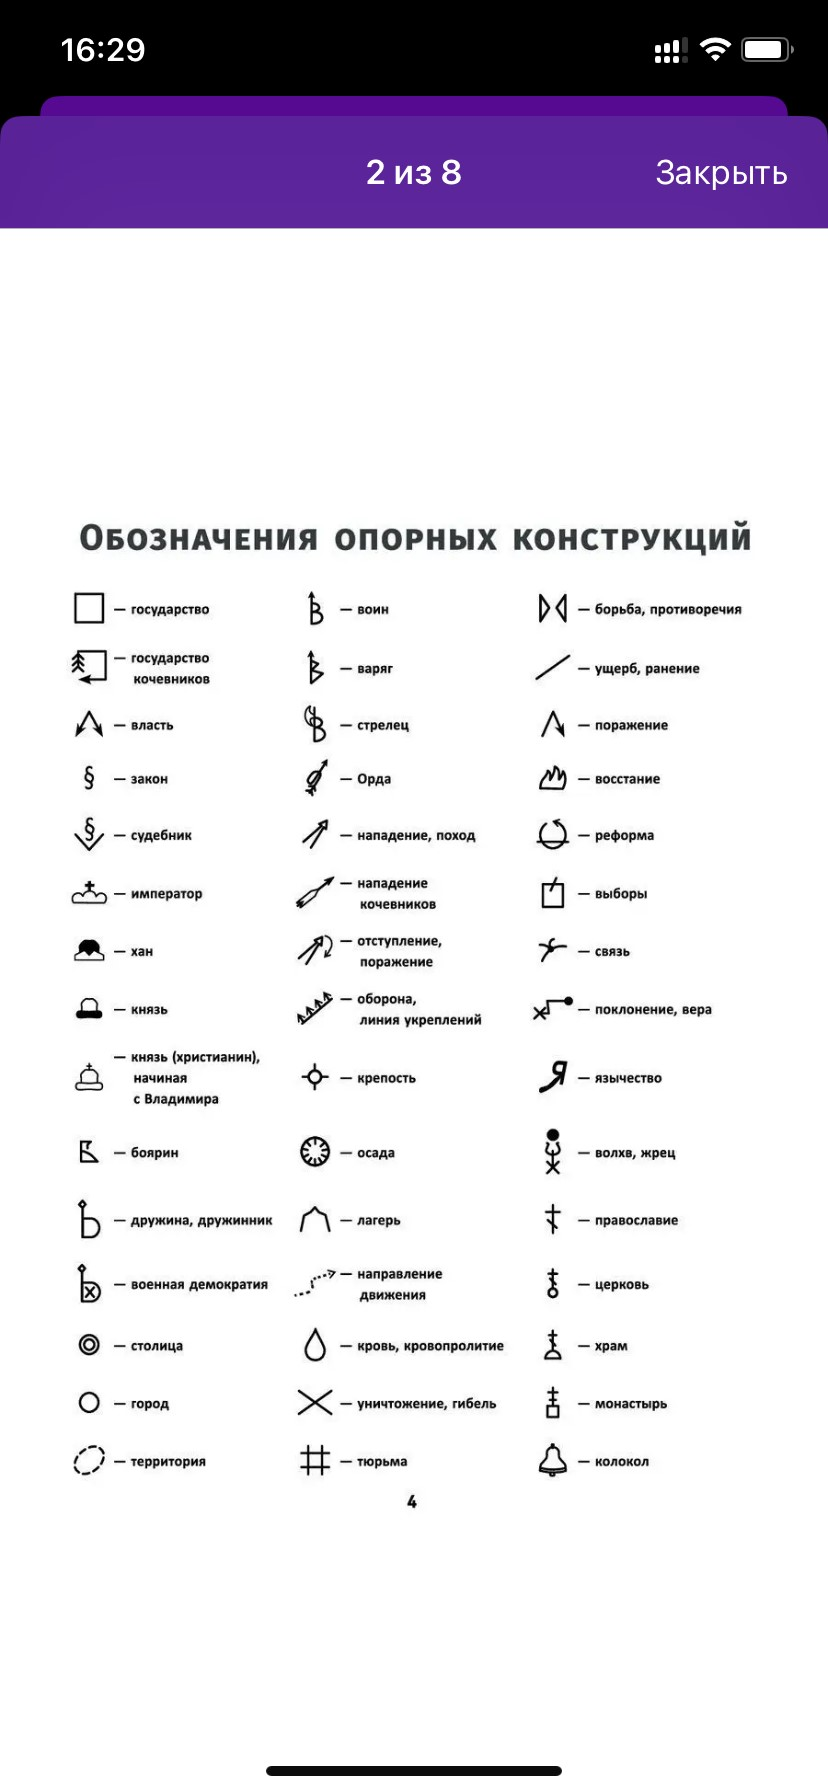 16:29
2 из 8
Закрыть
Обозначения опорных конструкций
— государство
— государство
кочевников
— власть
§ — закон
§ — судебник
— император
— хан
— князь
— князь (христианин),
начиная
с Владимира
— боярин
— дружина, дружинник
— военная демократия
— столица
— город
— территория
— воин
— варяг
— стрелец
— Орда
— нападение, поход
— нападение
кочевников
— отступление,
поражение
— оборона,
линия укреплений
— крепость
— осада
— лагерь
— направление
движения
— кровь, кровопролитие
— уничтожение, гибель
— тюрьма
— борьба, противоречия
— ущерб, ранение
— поражение
— восстание
— реформа
— выборы
— связь
— поклонение, вера
Я — язычество
— волхв, жрец
— православие
— церковь
— храм
— монастырь
— колокол
4